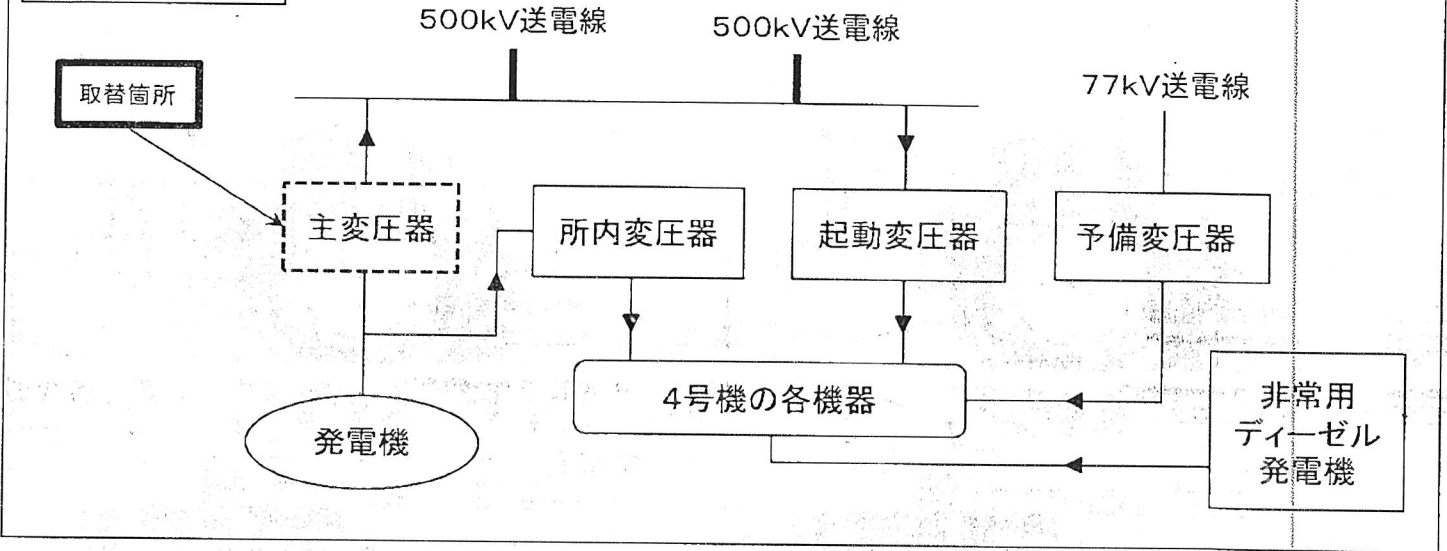 500kV送電線
500kV送電線
77kV送電線
取替箇所
主変圧器
所内変圧器
起動変圧器
予備変圧器
4号機の各機器
発電機
非常用
ディーゼル
発電機